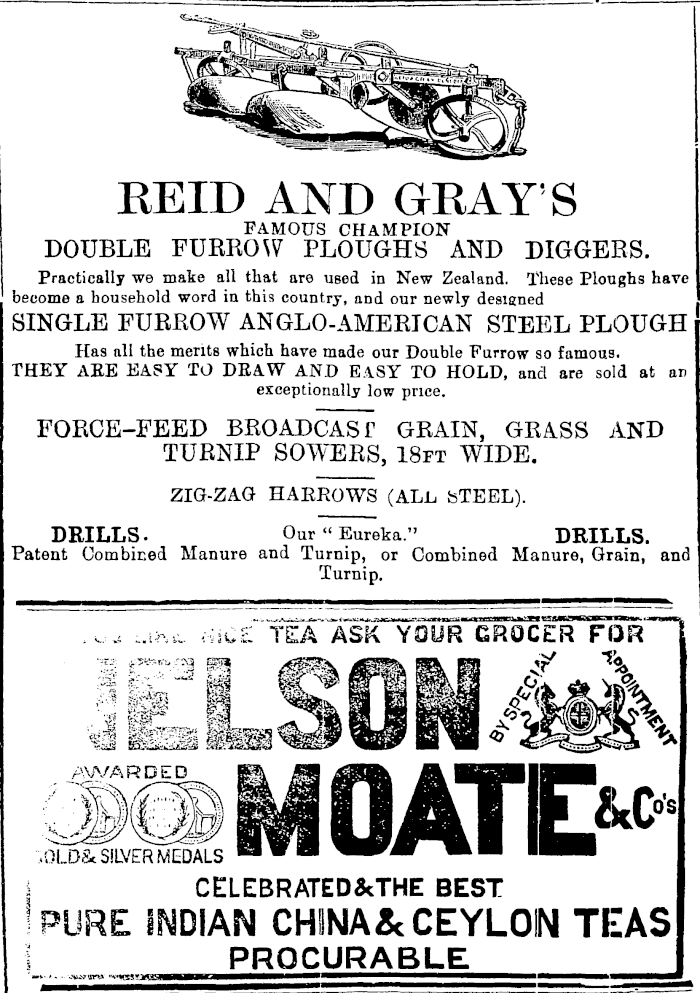 REID AND GRAY'S
FAMOUS CHAMPION
DOUBLE FURROW PLOUGHS AND DIGGERS.
Practically we make all that are used in New Zealand. These Ploughs have
become a household word in this country, and our newly designed
SINGLE FURROW ANGLO-AMERICAN STEEL PLOUGH
Has all the merits which have made our Double Furrow so famous.
THEY ARE EASY TO DRAW AND EASY TO HOLD, and are sold at an
exceptionally low price.
FORCE-FEED BROADCAST GRAIN, GRASS AND
TURNIP SOWERS, 18FT WIDE.
ZIG-ZAG HARROWS (ALL STEEL).
DRILLS. Our "Eureka." DRILLS.
Patent Combined Manure and Turnip, or Combined Manure, Grain, and
Turnip.
LIKE NICE TEA ASK YOUR GROCER FOR
NELSON
BY SPECIAL APPOINTMENT
AWARDED
GOLD & SILVER MEDALS
MOATE & Co's
CELEBRATED & THE BEST
PURE INDIAN CHINA & CEYLON TEAS
PROCURABLE